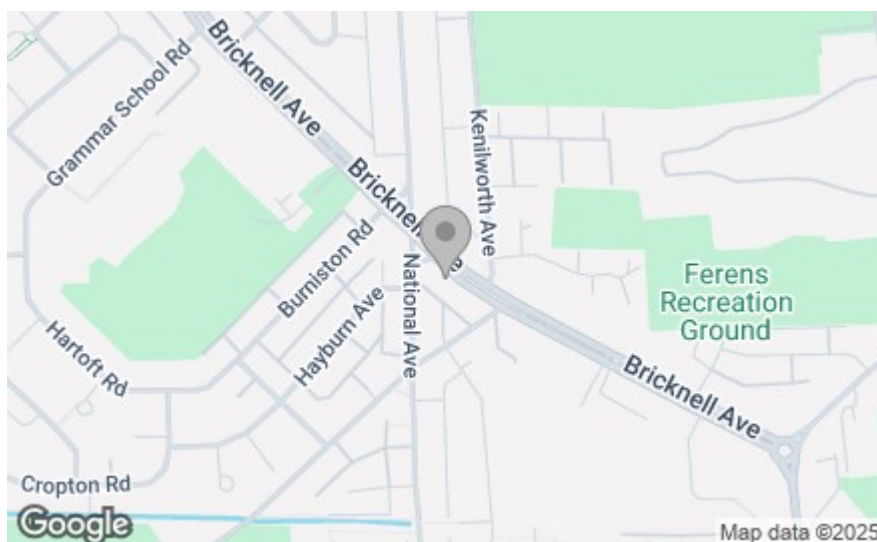 Bricknell Ave
Grammar School Rd
Kenilworth Ave
Bricknell Ave
Burniston Rd
National Ave
Ferens
Recreation
Ground
Hayburn Ave
Hartoft Rd
Bricknell Ave
Cropton Rd
Google
Map data ©2025